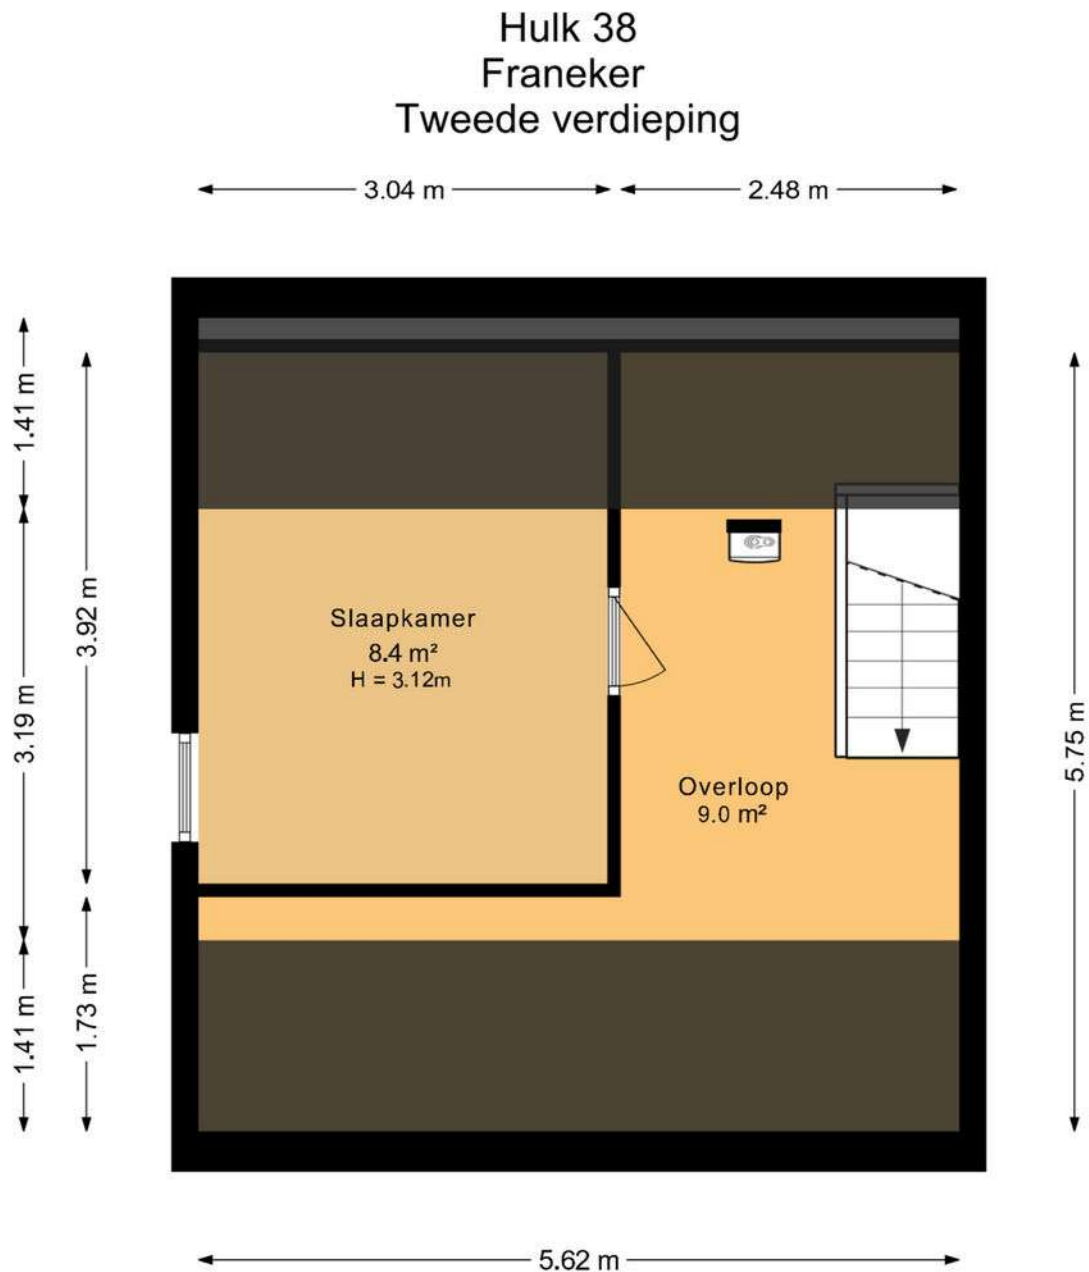 Hulk 38
Franeker
Tweede verdieping
3.04 m
2.48 m
1.41 m
3.92 m
3.19 m
Slaapkamer
8.4 m²
H = 3.12m
Overloop
9.0 m²
5.75 m
1.41 m
1.73 m
5.62 m